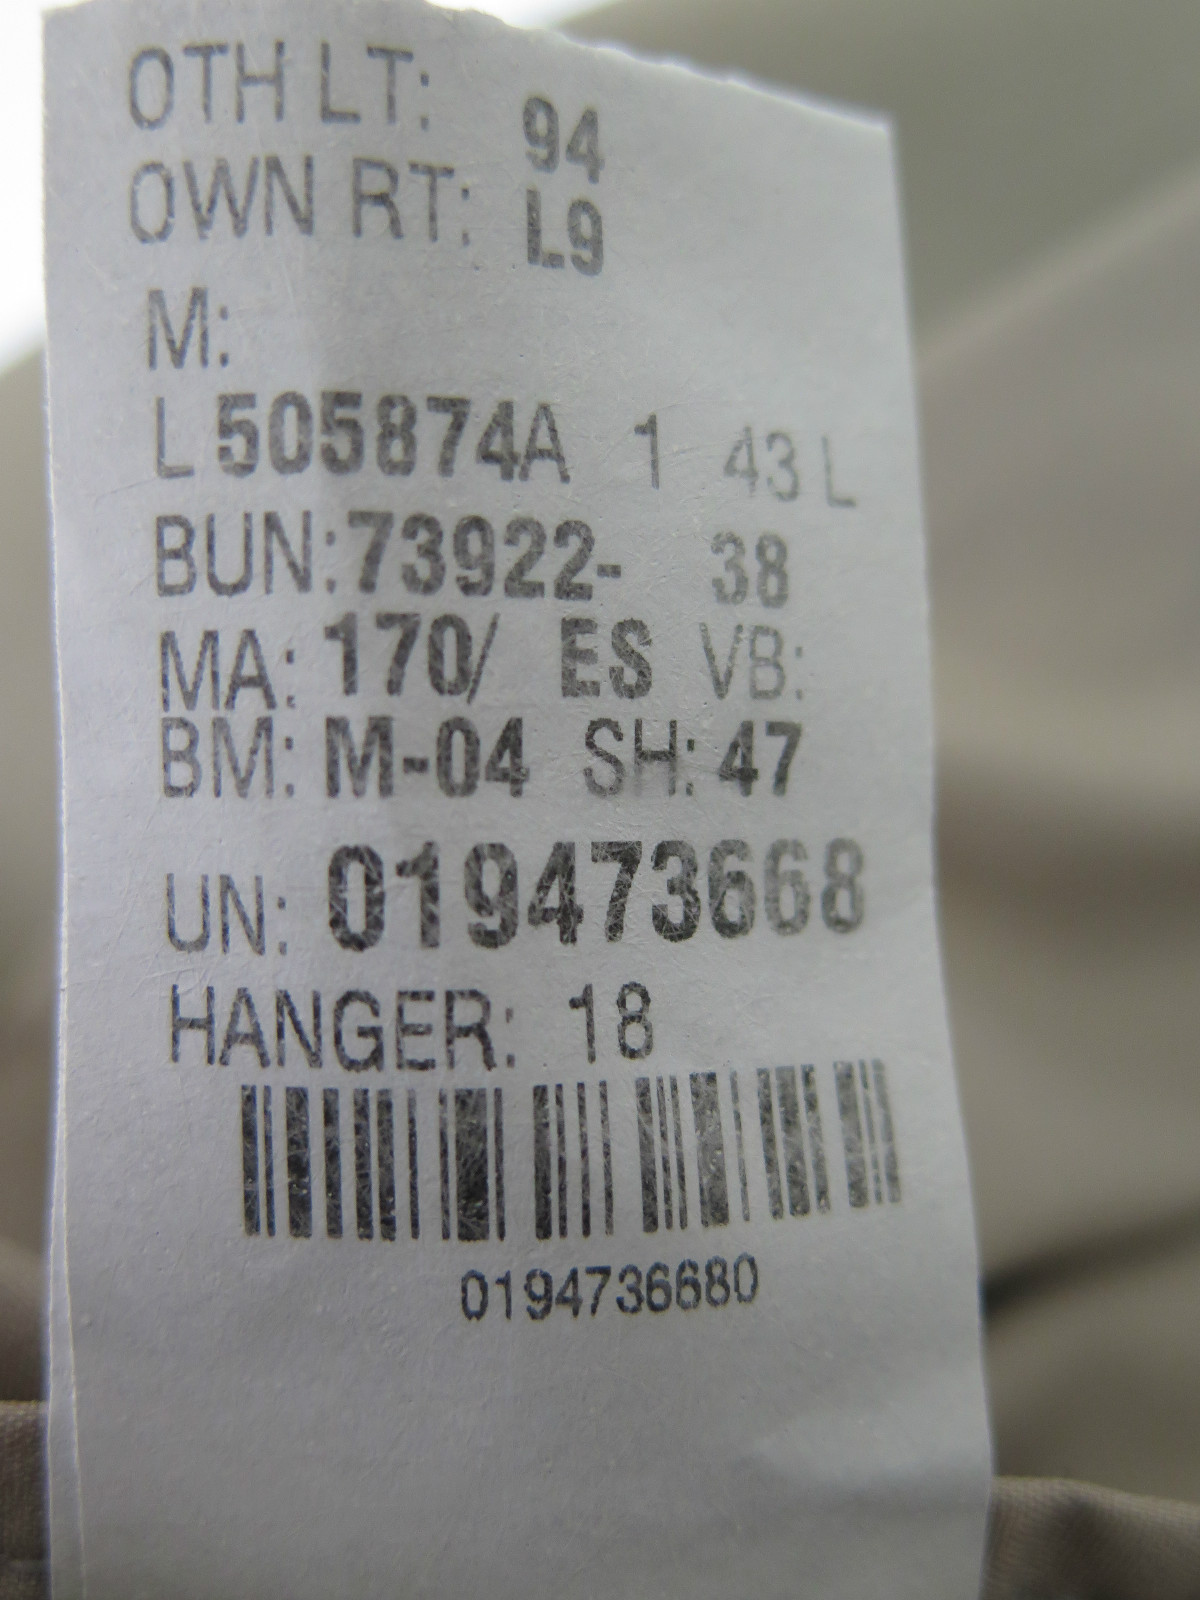 OTH LT: 94
OWN RT: L9
M:
L 505874A 1 43 L
BUN: 73922- 38
MA: 170/ ES VB:
BM: M-04 SH: 47
UN: 019473668
HANGER: 18
0194736680